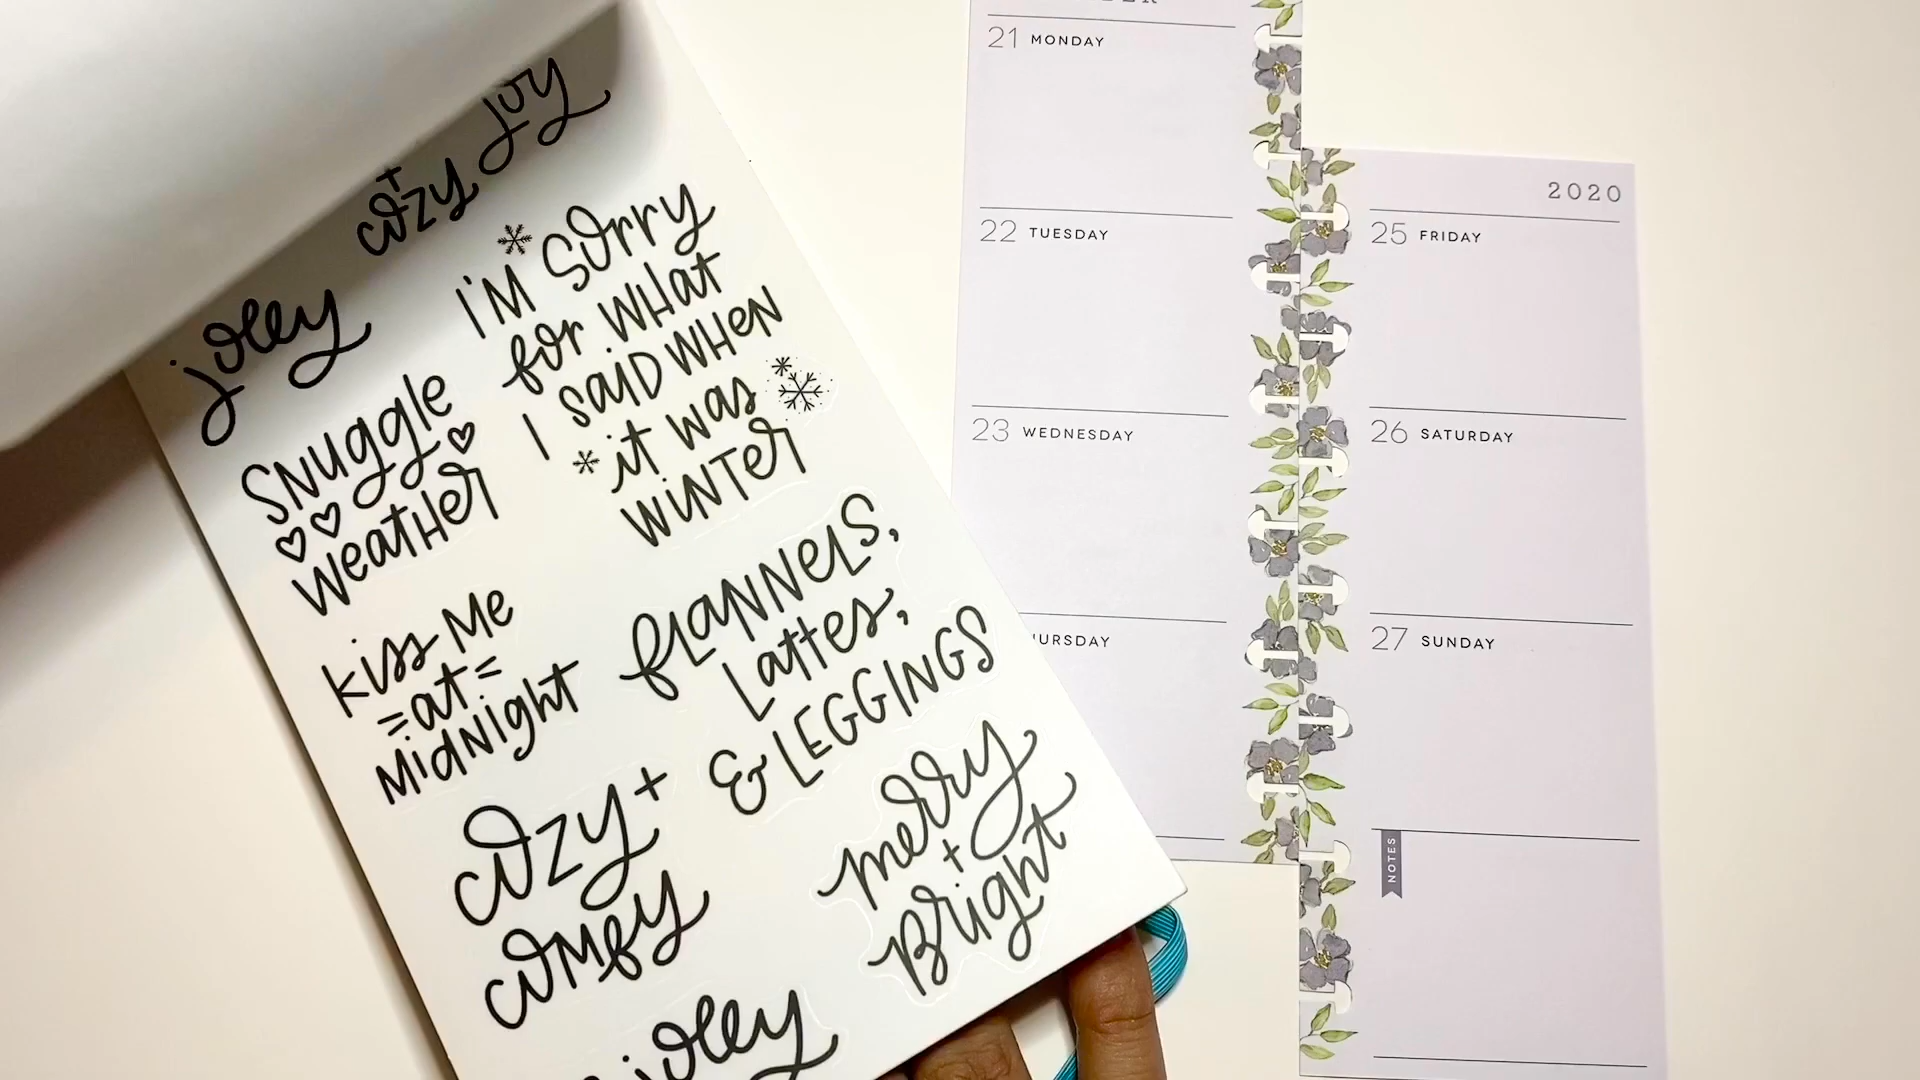 joy
cozy +
jolly
I'M SORRY
for WHat
I said WHeN
it was
WiNTer
SNuggle
weatHer
kiss Me
=at=
MidNight
fLaNNeLS,
Lattes,
& LEGGINGS
cozy +
comfy
merry
+
Bright
jolly
21 MONDAY
22 TUESDAY
23 WEDNESDAY
2020
25 FRIDAY
26 SATURDAY
27 SUNDAY
NOTES